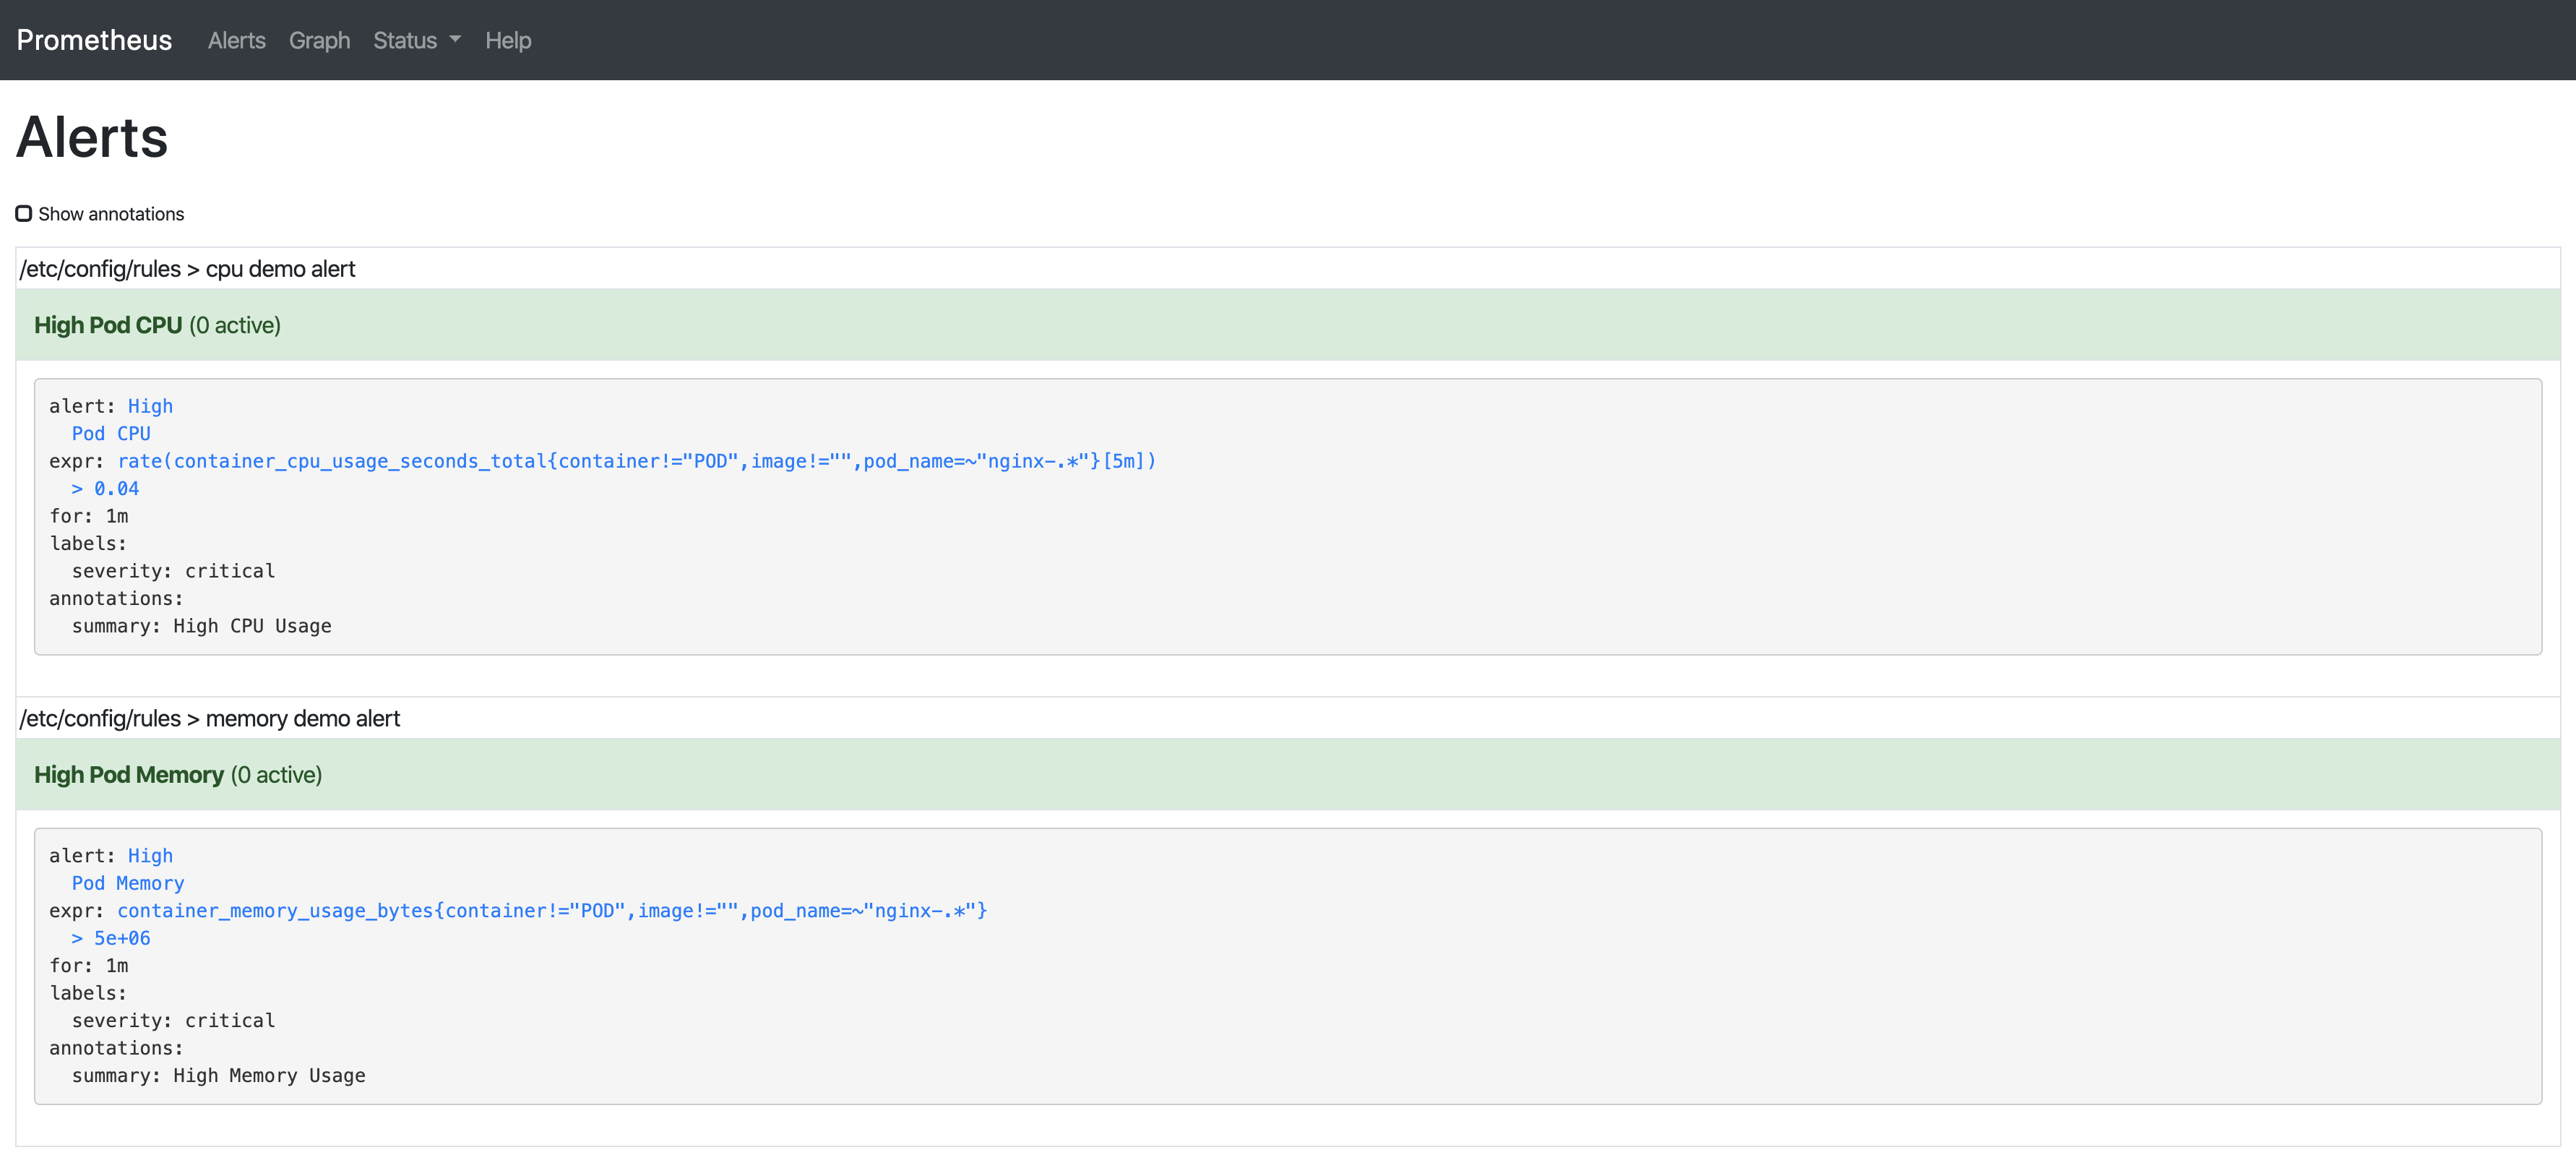 Prometheus Alerts Graph Status Help
Alerts
Show annotations
/etc/config/rules > cpu demo alert
High Pod CPU (0 active)
alert: High
  Pod CPU
expr: rate(container_cpu_usage_seconds_total{container!="POD",image!="",pod_name=~"nginx-.*"}[5m])
  > 0.04
for: 1m
labels:
  severity: critical
annotations:
  summary: High CPU Usage
/etc/config/rules > memory demo alert
High Pod Memory (0 active)
alert: High
  Pod Memory
expr: container_memory_usage_bytes{container!="POD",image!="",pod_name=~"nginx-.*"}
  > 5e+06
for: 1m
labels:
  severity: critical
annotations:
  summary: High Memory Usage